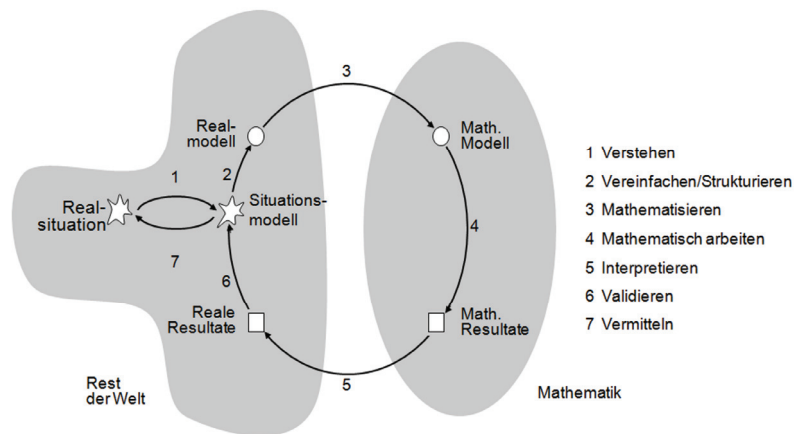 3
Real-
modell
Math.
Modell
1
2
Real-
situation
Situations-
modell
7
6
4
Reale
Resultate
Math.
Resultate
5
Rest
der Welt
Mathematik
1 Verstehen
2 Vereinfachen/Strukturieren
3 Mathematisieren
4 Mathematisch arbeiten
5 Interpretieren
6 Validieren
7 Vermitteln